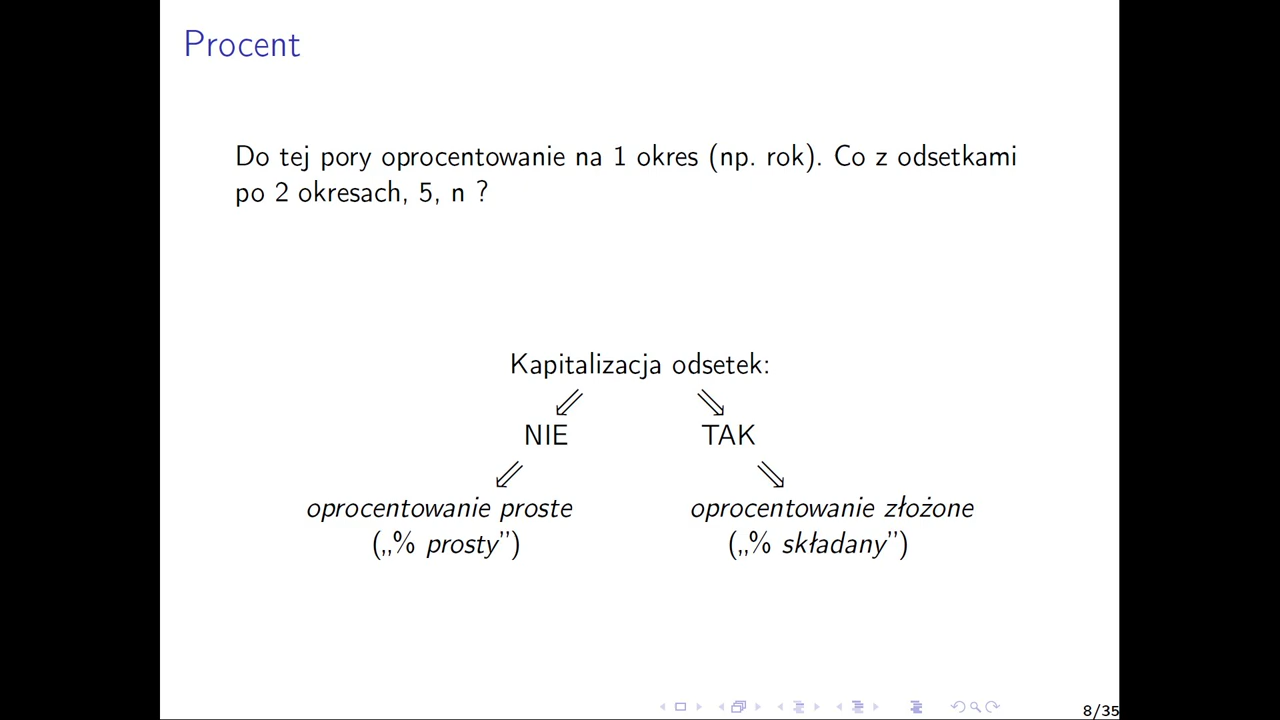 Procent
Do tej pory oprocentowanie na 1 okres (np. rok). Co z odsetkami
po 2 okresach, 5, n ?
Kapitalizacja odsetek:
NIE TAK
oprocentowanie proste oprocentowanie złożone
(„% prosty”) („% składany”)
8/35